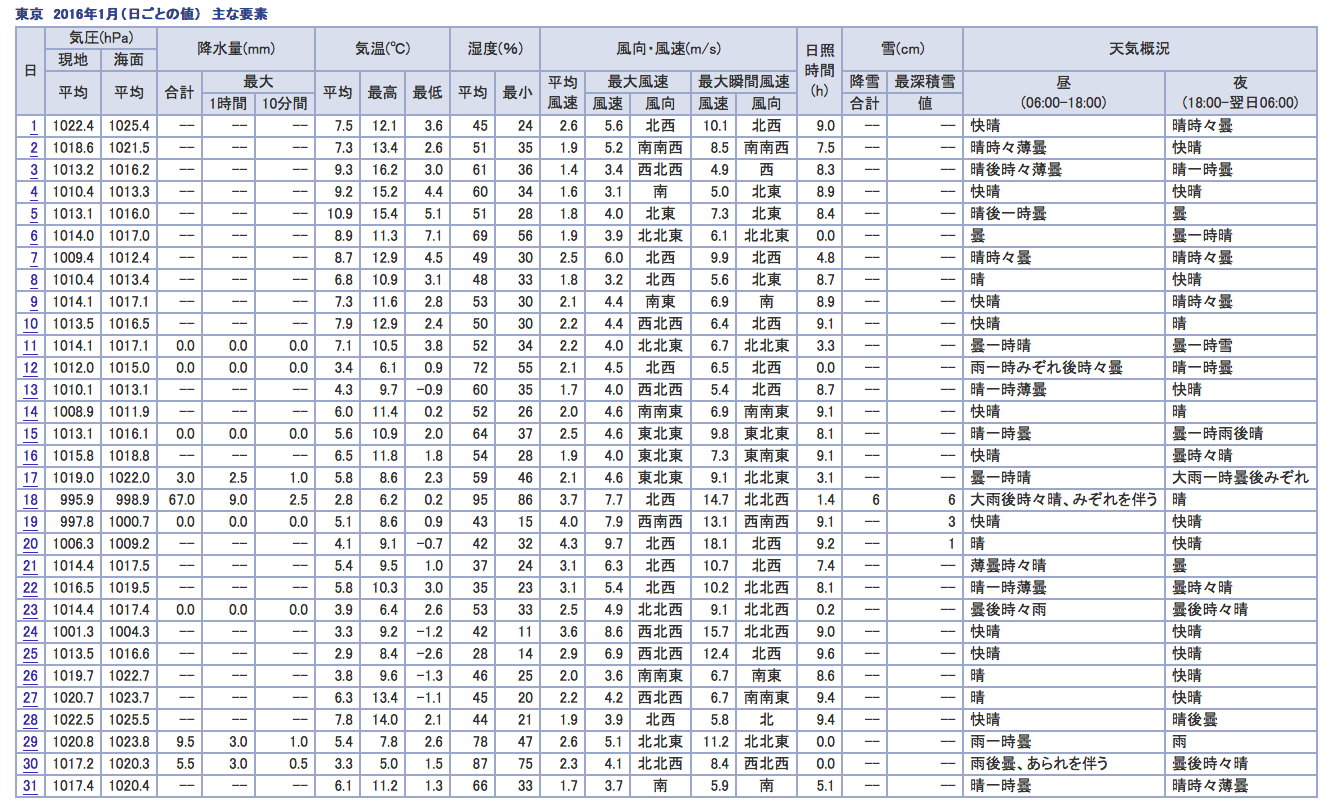 東京 2016年1月（日ごとの値） 主な要素
日 気圧(hPa) 降水量(mm) 気温(℃) 湿度(%) 風向・風速(m/s) 日照時間(h) 雪(cm) 天気概況
現地 海面 合計 最大 平均 最高 最低 平均 最小 平均風速 最大風速 最大瞬間風速 降雪 最深積雪 昼(06:00-18:00) 夜(18:00-翌日06:00)
平均 平均 1時間 10分間 風速 風向 風速 風向 合計 値
1 1022.4 1025.4 -- -- -- 7.5 12.1 3.6 45 24 2.6 5.6 北西 10.1 北西 9.0 -- -- 快晴 晴時々曇
2 1018.6 1021.5 -- -- -- 7.3 13.4 2.6 51 35 1.9 5.2 南南西 8.5 南南西 7.5 -- -- 晴時々薄曇 快晴
3 1013.2 1016.2 -- -- -- 9.3 16.2 3.0 61 36 1.4 3.4 西北西 4.9 西 8.3 -- -- 晴後時々薄曇 晴一時曇
4 1010.4 1013.3 -- -- -- 9.2 15.2 4.4 60 34 1.6 3.1 南 5.0 北東 8.9 -- -- 快晴 快晴
5 1013.1 1016.0 -- -- -- 10.9 15.4 5.1 51 28 1.8 4.0 北東 7.3 北東 8.4 -- -- 晴後一時曇 曇
6 1014.0 1017.0 -- -- -- 8.9 11.3 7.1 69 56 1.9 3.9 北北東 6.1 北北東 0.0 -- -- 曇 曇一時晴
7 1009.4 1012.4 -- -- -- 8.7 12.9 4.5 49 30 2.5 6.0 北西 9.9 北西 4.8 -- -- 晴時々曇 晴時々曇
8 1010.4 1013.4 -- -- -- 6.8 10.9 3.1 48 33 1.8 3.2 北西 5.6 北東 8.7 -- -- 晴 快晴
9 1014.1 1017.1 -- -- -- 7.3 11.6 2.8 53 30 2.1 4.4 南東 6.9 南 8.9 -- -- 快晴 晴時々曇
10 1013.5 1016.5 -- -- -- 7.9 12.9 2.4 50 30 2.2 4.4 西北西 6.4 北西 9.1 -- -- 快晴 晴
11 1014.1 1017.1 0.0 0.0 0.0 7.1 10.5 3.8 52 34 2.2 4.0 北北東 6.7 北北東 3.3 -- -- 曇一時晴 曇一時雪
12 1012.0 1015.0 0.0 0.0 0.0 3.4 6.1 0.9 72 55 2.1 4.5 北西 6.5 北西 0.0 -- -- 雨一時みぞれ後時々曇 晴一時曇
13 1010.1 1013.1 -- -- -- 4.3 9.7 -0.9 60 35 1.7 4.0 西北西 5.4 北西 8.7 -- -- 晴一時薄曇 快晴
14 1008.9 1011.9 -- -- -- 6.0 11.4 0.2 52 26 2.0 4.6 南南東 6.9 南南東 9.1 -- -- 快晴 晴
15 1013.1 1016.1 0.0 0.0 0.0 5.6 10.9 2.0 64 37 2.5 4.6 東北東 9.8 東北東 8.1 -- -- 晴一時曇 曇一時雨後晴
16 1015.8 1018.8 -- -- -- 6.5 11.8 1.8 54 28 1.9 4.0 東北東 7.3 東南東 9.1 -- -- 快晴 曇時々晴
17 1019.0 1022.0 3.0 2.5 1.0 5.8 8.6 2.3 59 46 2.1 4.6 東北東 9.1 北北東 3.1 -- -- 曇一時晴 大雨一時曇後みぞれ
18 995.9 998.9 67.0 9.0 2.5 2.8 6.2 0.2 95 86 3.7 7.7 北西 14.7 北北西 1.4 6 6 大雨後時々晴、みぞれを伴う 晴
19 997.8 1000.7 0.0 0.0 0.0 5.1 8.6 0.9 43 15 4.0 7.9 西南西 13.1 西南西 9.1 -- 3 快晴 快晴
20 1006.3 1009.2 -- -- -- 4.1 9.1 -0.7 42 32 4.3 9.7 北西 18.1 北西 9.2 -- 1 晴 快晴
21 1014.4 1017.5 -- -- -- 5.4 9.5 1.0 37 24 3.1 6.3 北西 10.7 北西 7.4 -- -- 薄曇時々晴 曇
22 1016.5 1019.5 -- -- -- 5.8 10.3 3.0 35 23 3.1 5.4 北西 10.2 北北西 8.1 -- -- 晴一時薄曇 曇時々晴
23 1014.4 1017.4 0.0 0.0 0.0 3.9 6.4 2.6 53 33 2.5 4.9 北北西 9.1 北北西 0.2 -- -- 曇後時々雨 曇後時々晴
24 1001.3 1004.3 -- -- -- 3.3 9.2 -1.2 42 11 3.6 8.6 西北西 15.7 北北西 9.0 -- -- 快晴 快晴
25 1013.5 1016.6 -- -- -- 2.9 8.4 -2.6 28 14 2.9 6.9 西北西 12.4 北西 9.6 -- -- 快晴 快晴
26 1019.7 1022.7 -- -- -- 3.8 9.6 -1.3 46 25 2.0 3.6 南南東 6.7 南東 8.6 -- -- 晴 快晴
27 1020.7 1023.7 -- -- -- 6.3 13.4 -1.1 45 20 2.2 4.2 西北西 6.7 南南東 9.4 -- -- 晴 快晴
28 1022.5 1025.5 -- -- -- 7.8 14.0 2.1 44 21 1.9 3.9 北西 5.8 北 9.4 -- -- 快晴 晴後曇
29 1020.8 1023.8 9.5 3.0 1.0 5.4 7.8 2.6 78 47 2.6 5.1 北北東 11.2 北北東 0.0 -- -- 雨一時曇 雨
30 1017.2 1020.3 5.5 3.0 0.5 3.3 5.0 1.5 87 75 2.3 4.1 北北西 8.4 西北西 0.0 -- -- 雨後曇、あられを伴う 曇後時々晴
31 1017.4 1020.4 -- -- -- 6.1 11.2 1.3 66 33 1.7 3.7 南 5.9 南 5.1 -- -- 晴一時曇 晴時々薄曇